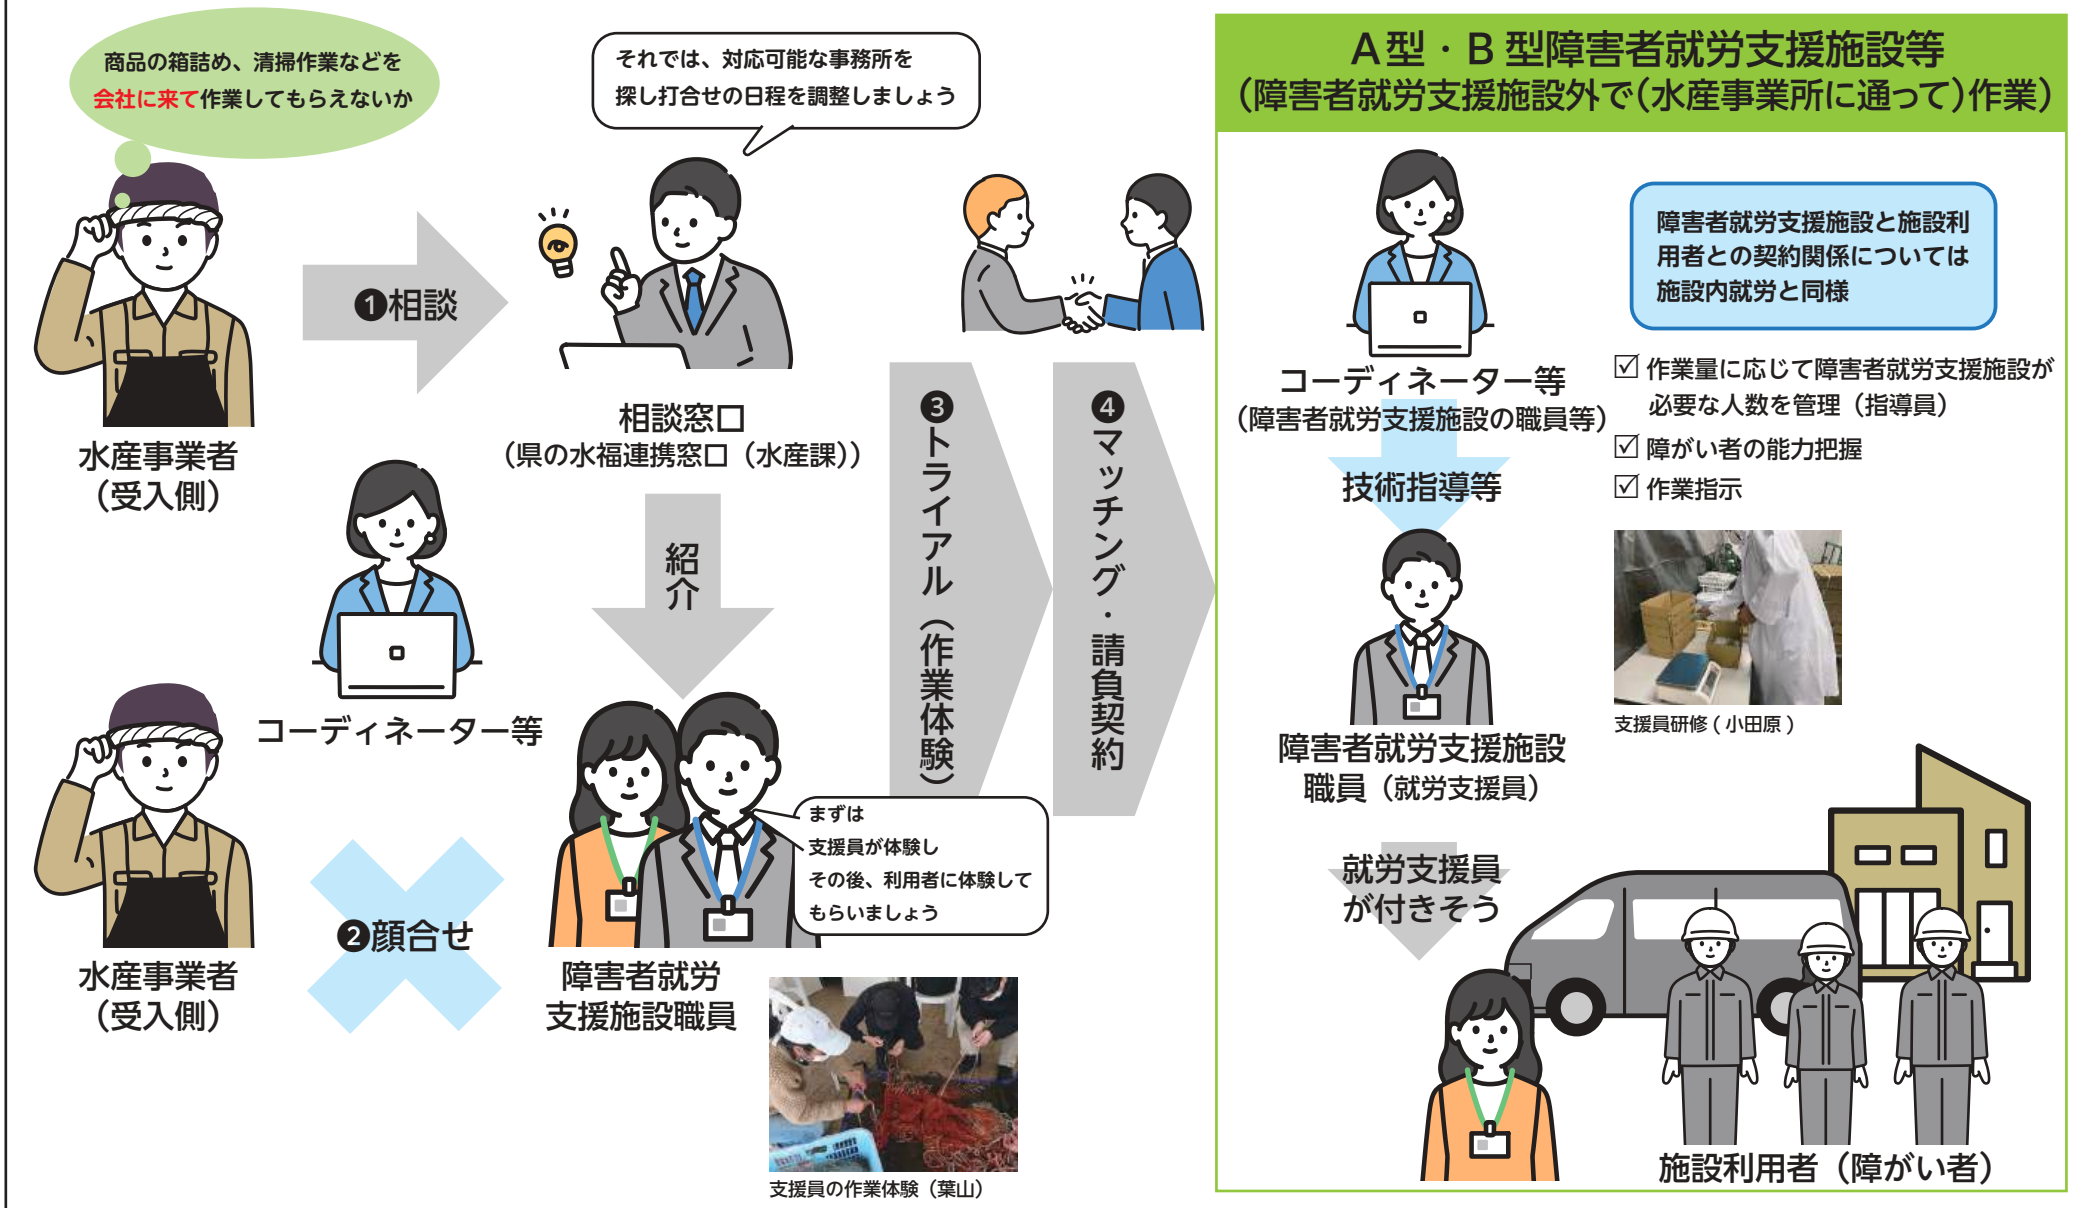 商品の箱詰め、清掃作業などを
会社に来て作業してもらえないか
それでは、対応可能な事務所を
探し打合せの日程を調整しましょう
❶相談
水産事業者
（受入側）
相談窓口
（県の水福連携窓口（水産課））
紹介
コーディネーター等
水産事業者
（受入側）
❷顔合せ
障害者就労
支援施設職員
まずは
支援員が体験し
その後、利用者に体験して
もらいましょう
支援員の作業体験（葉山）
❸トライアル（作業体験）
❹マッチング・請負契約
A型・B型障害者就労支援施設等
（障害者就労支援施設外で（水産事業所に通って）作業）
障害者就労支援施設と施設利
用者との契約関係については
施設内就労と同様
コーディネーター等
（障害者就労支援施設の職員等）
☑ 作業量に応じて障害者就労支援施設が
必要な人数を管理（指導員）
☑ 障がい者の能力把握
☑ 作業指示
技術指導等
支援員研修 ( 小田原 )
障害者就労支援施設
職員（就労支援員）
就労支援員
が付きそう
施設利用者（障がい者）